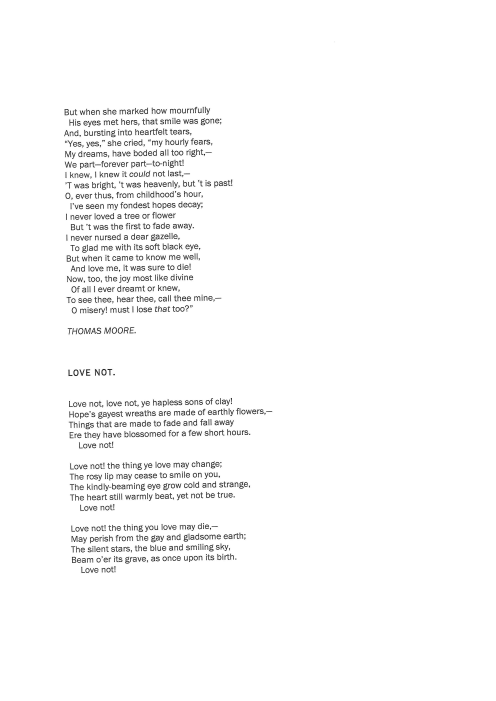 But when she marked how mournfully
His eyes met hers, that smile was gone;
And, bursting into heartfelt tears,
"Yes, yes," she cried, "my hourly fears,
My dreams, have boded all too right,—
We part—forever part—to-night!
I knew, I knew it could not last,—
'T was bright, 't was heavenly, but 't is past!
O, ever thus, from childhood's hour,
I've seen my fondest hopes decay;
I never loved a tree or flower
But 't was the first to fade away.
I never nursed a dear gazelle,
To glad me with its soft black eye,
But when it came to know me well,
And love me, it was sure to die!
Now, too, the joy most like divine
Of all I ever dreamt or knew,
To see thee, hear thee, call thee mine,—
O misery! must I lose that too?"
THOMAS MOORE.
LOVE NOT.
Love not, love not, ye hapless sons of clay!
Hope's gayest wreaths are made of earthly flowers,—
Things that are made to fade and fall away
Ere they have blossomed for a few short hours.
Love not!
Love not! the thing ye love may change;
The rosy lip may cease to smile on you,
The kindly-beaming eye grow cold and strange,
The heart still warmly beat, yet not be true.
Love not!
Love not! the thing you love may die,—
May perish from the gay and gladsome earth;
The silent stars, the blue and smiling sky,
Beam o'er its grave, as once upon its birth.
Love not!